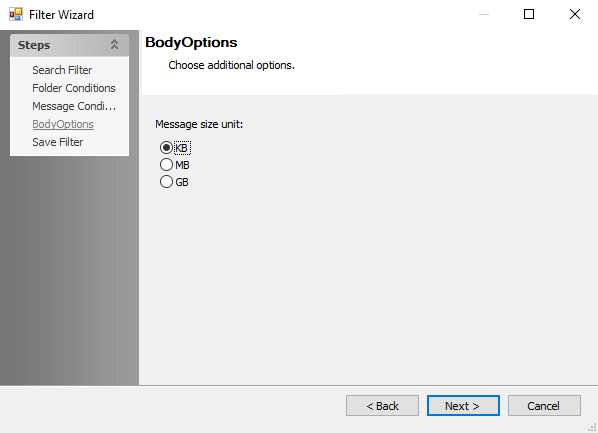 Filter Wizard
Steps
Search Filter
Folder Conditions
Message Condi...
BodyOptions
Save Filter
BodyOptions
Choose additional options.
Message size unit:
KB
MB
GB
< Back
Next >
Cancel